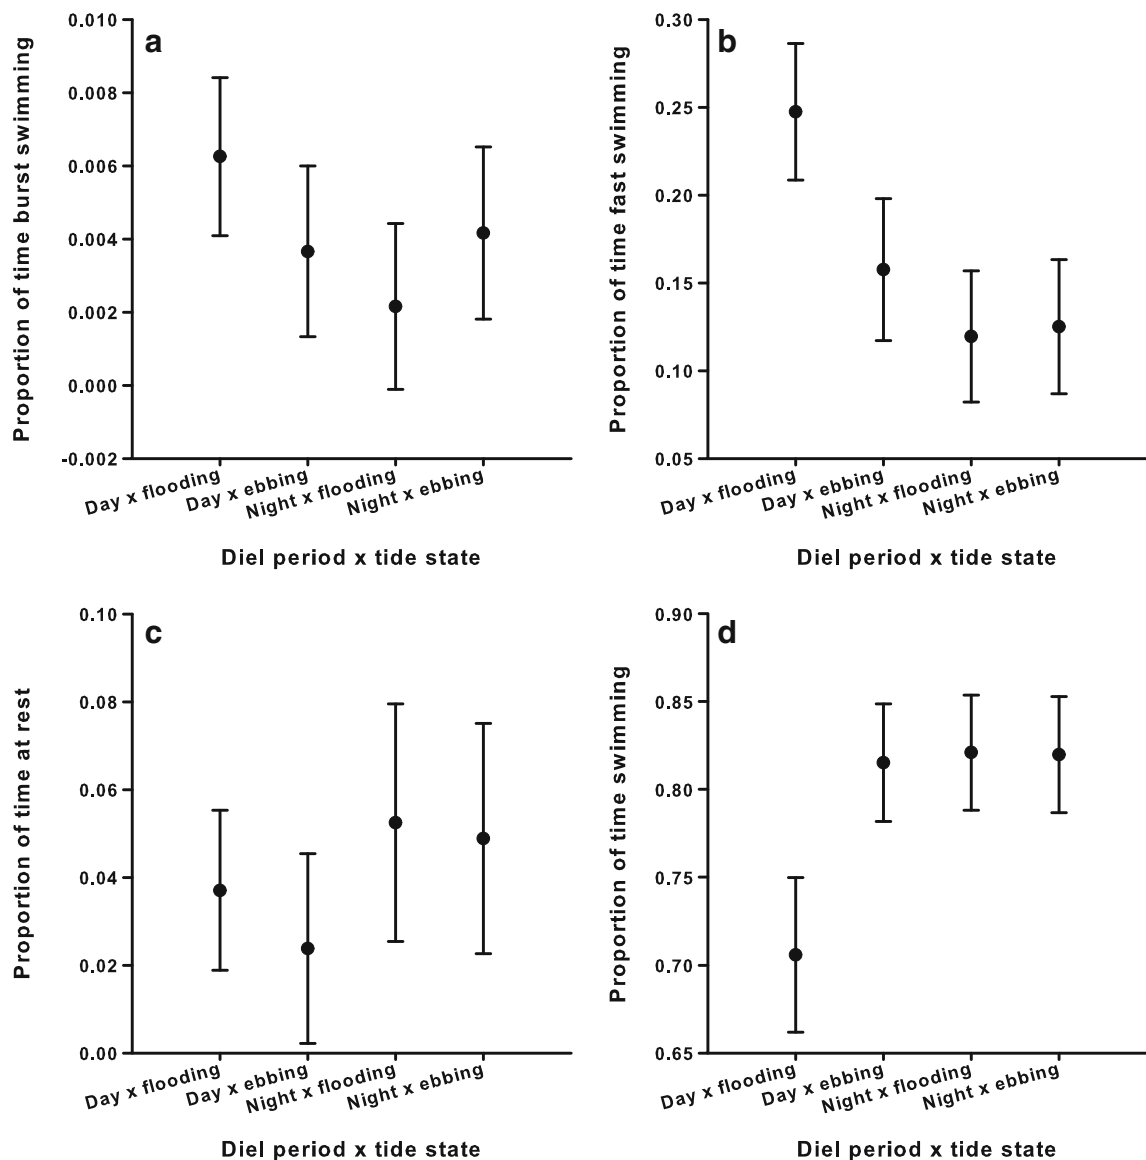 a
Proportion of time burst swimming
0.010
0.008
0.006
0.004
0.002
0.000
-0.002
Day x flooding
Day x ebbing
Night x flooding
Night x ebbing
Diel period x tide state
b
Proportion of time fast swimming
0.30
0.25
0.20
0.15
0.10
0.05
Day x flooding
Day x ebbing
Night x flooding
Night x ebbing
Diel period x tide state
c
Proportion of time at rest
0.10
0.08
0.06
0.04
0.02
0.00
Day x flooding
Day x ebbing
Night x flooding
Night x ebbing
Diel period x tide state
d
Proportion of time swimming
0.90
0.85
0.80
0.75
0.70
0.65
Day x flooding
Day x ebbing
Night x flooding
Night x ebbing
Diel period x tide state